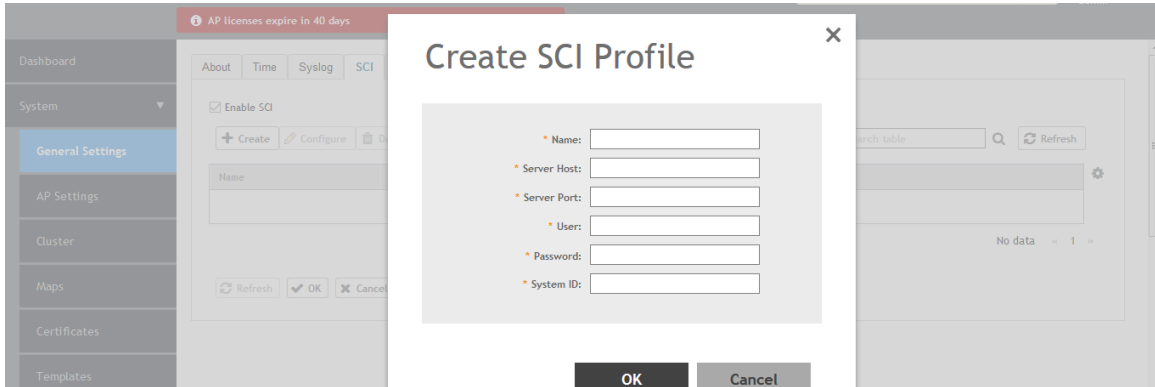 AP licenses expire in 40 days
Create SCI Profile
Dashboard
About Time Syslog SCI
System
Enable SCI
Create Configure
Refresh
* Name:
* Server Host:
* Server Port:
* User:
* Password:
* System ID:
General Settings
Name
AP Settings
Cluster
No data 1
Maps
Refresh OK Cancel
Certificates
Templates
OK Cancel